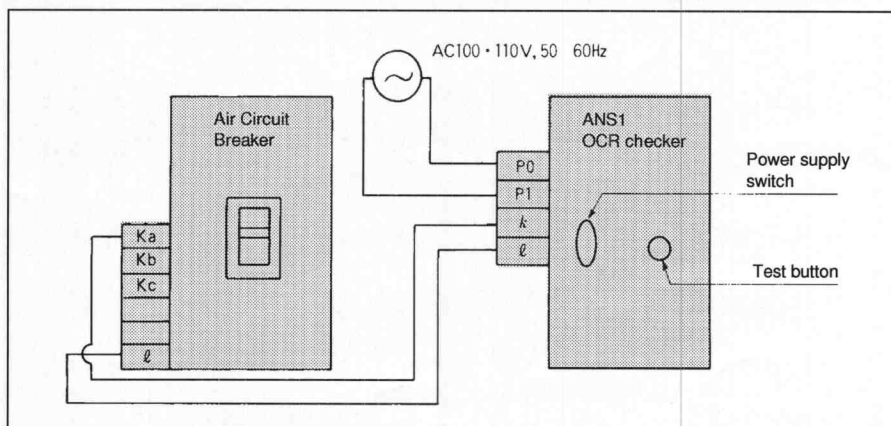 AC100・110V, 50 60Hz
Air Circuit
Breaker
Ka
Kb
Kc
ℓ
ANS1
OCR checker
P0
P1
k
ℓ
Power supply
switch
Test button